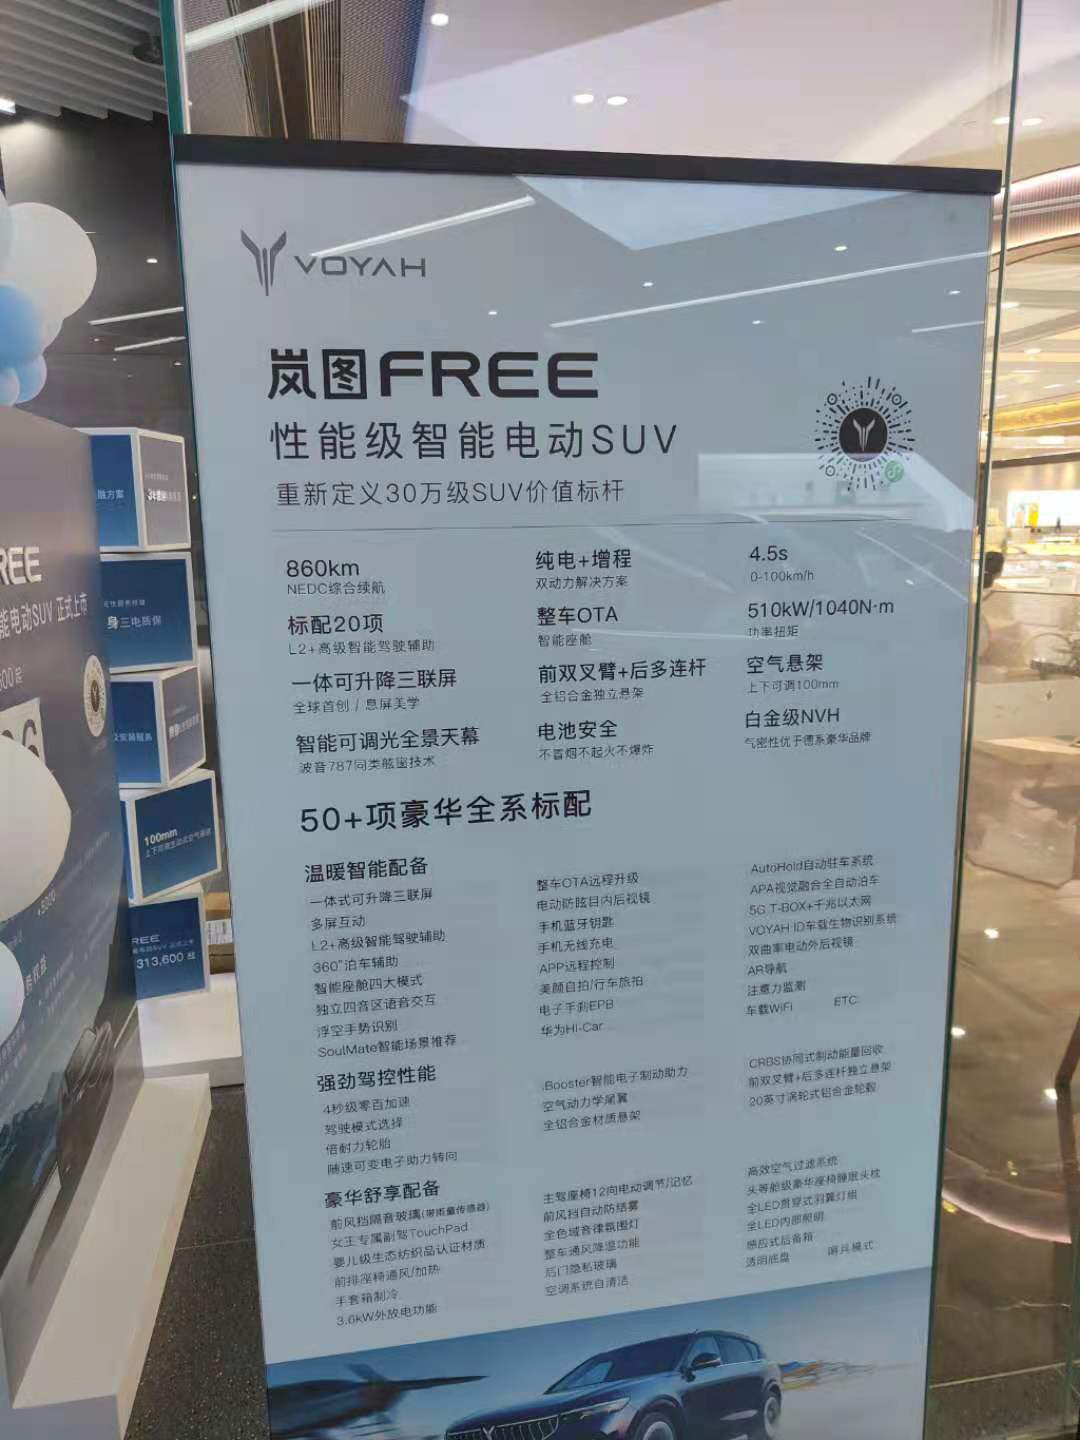 VOYAH
岚图FREE
性能级智能电动SUV
重新定义30万级SUV价值标杆
860km
NEDC综合续航
纯电+增程
双动力解决方案
4.5s
0-100km/h
标配20项
L2+高级智能驾驶辅助
整车OTA
智能座舱
510kW/1040N·m
功率扭矩
一体可升降三联屏
全球首创 / 息屏美学
前双叉臂+后多连杆
全铝合金独立悬架
空气悬架
上下可调100mm
智能可调光全景天幕
波音787同类舷窗技术
电池安全
不冒烟不起火不爆炸
白金级NVH
气密性优于德系豪华品牌
50+项豪华全系标配
温暖智能配备
一体式可升降三联屏
多屏互动
L2+高级智能驾驶辅助
360°泊车辅助
智能座舱四大模式
独立四音区语音交互
浮空手势识别
SoulMate智能场景推荐
整车OTA远程升级
电动防眩目内后视镜
手机蓝牙钥匙
手机无线充电
APP远程控制
美颜自拍/行车旅拍
电子手刹EPB
华为HI-Car
AutoHold自动驻车系统
APA视觉融合全自动泊车
5G T-BOX+千兆以太网
VOYAH ID车载生物识别系统
双曲率电动外后视镜
AR导航
注意力监测
车载WiFi ETC
强劲驾控性能
4秒级零百加速
驾驶模式选择
倍耐力轮胎
随速可变电子助力转向
iBooster智能电子制动助力
空气动力学尾翼
全铝合金材质悬架
CRBS协同式制动能量回收
前双叉臂+后多连杆独立悬架
20英寸涡轮式铝合金轮毂
豪华舒享配备
前风挡隔音玻璃(带雨量传感器)
女王专属副驾TouchPad
婴儿级生态纺织品认证材质
前排座椅通风/加热
手套箱制冷
3.6kW外放电功能
主驾座椅12向电动调节/记忆
前风挡自动防结雾
全色域音律氛围灯
整车通风降温功能
后门隐私玻璃
空调系统自清洁
高效空气过滤系统
头等舱级豪华座椅睡眠头枕
全LED贯穿式羽翼灯组
全LED内部照明
感应式后备箱
透明底盘 哨兵模式
REE
能电动SUV 正式上市
融方案
身三电质保
100mm
REE
313,600 起